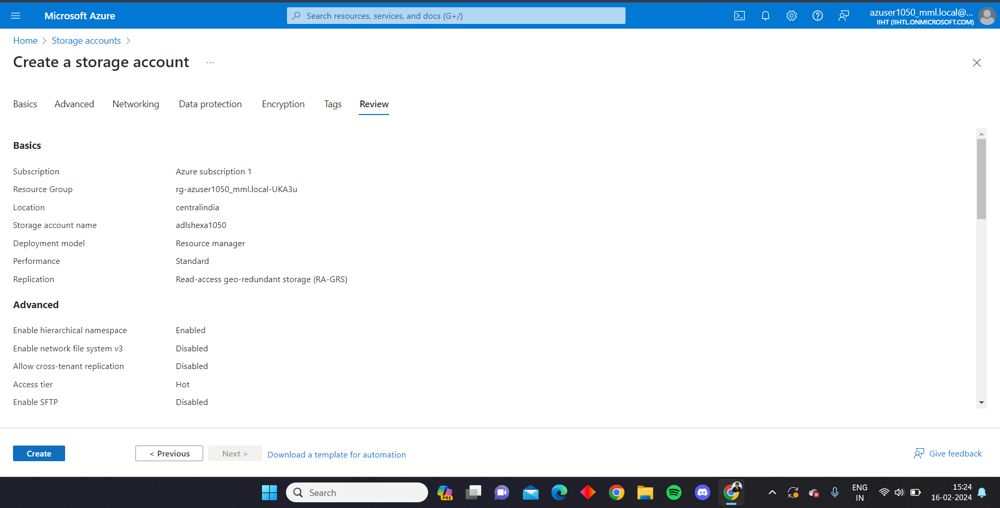 Microsoft Azure
Search resources, services, and docs (G+/)
azuser1050_mml.local@...
IIHT (IIHTL.ONMICROSOFT.COM)
Home > Storage accounts >
Create a storage account ...
Basics Advanced Networking Data protection Encryption Tags Review
Basics
Subscription Azure subscription 1
Resource Group rg-azuser1050_mml.local-UKA3u
Location centralindia
Storage account name adlshexa1050
Deployment model Resource manager
Performance Standard
Replication Read-access geo-redundant storage (RA-GRS)
Advanced
Enable hierarchical namespace Enabled
Enable network file system v3 Disabled
Allow cross-tenant replication Disabled
Access tier Hot
Enable SFTP Disabled
Create < Previous Next > Download a template for automation Give feedback
Search
PRE
ENG
IN
15:24
16-02-2024